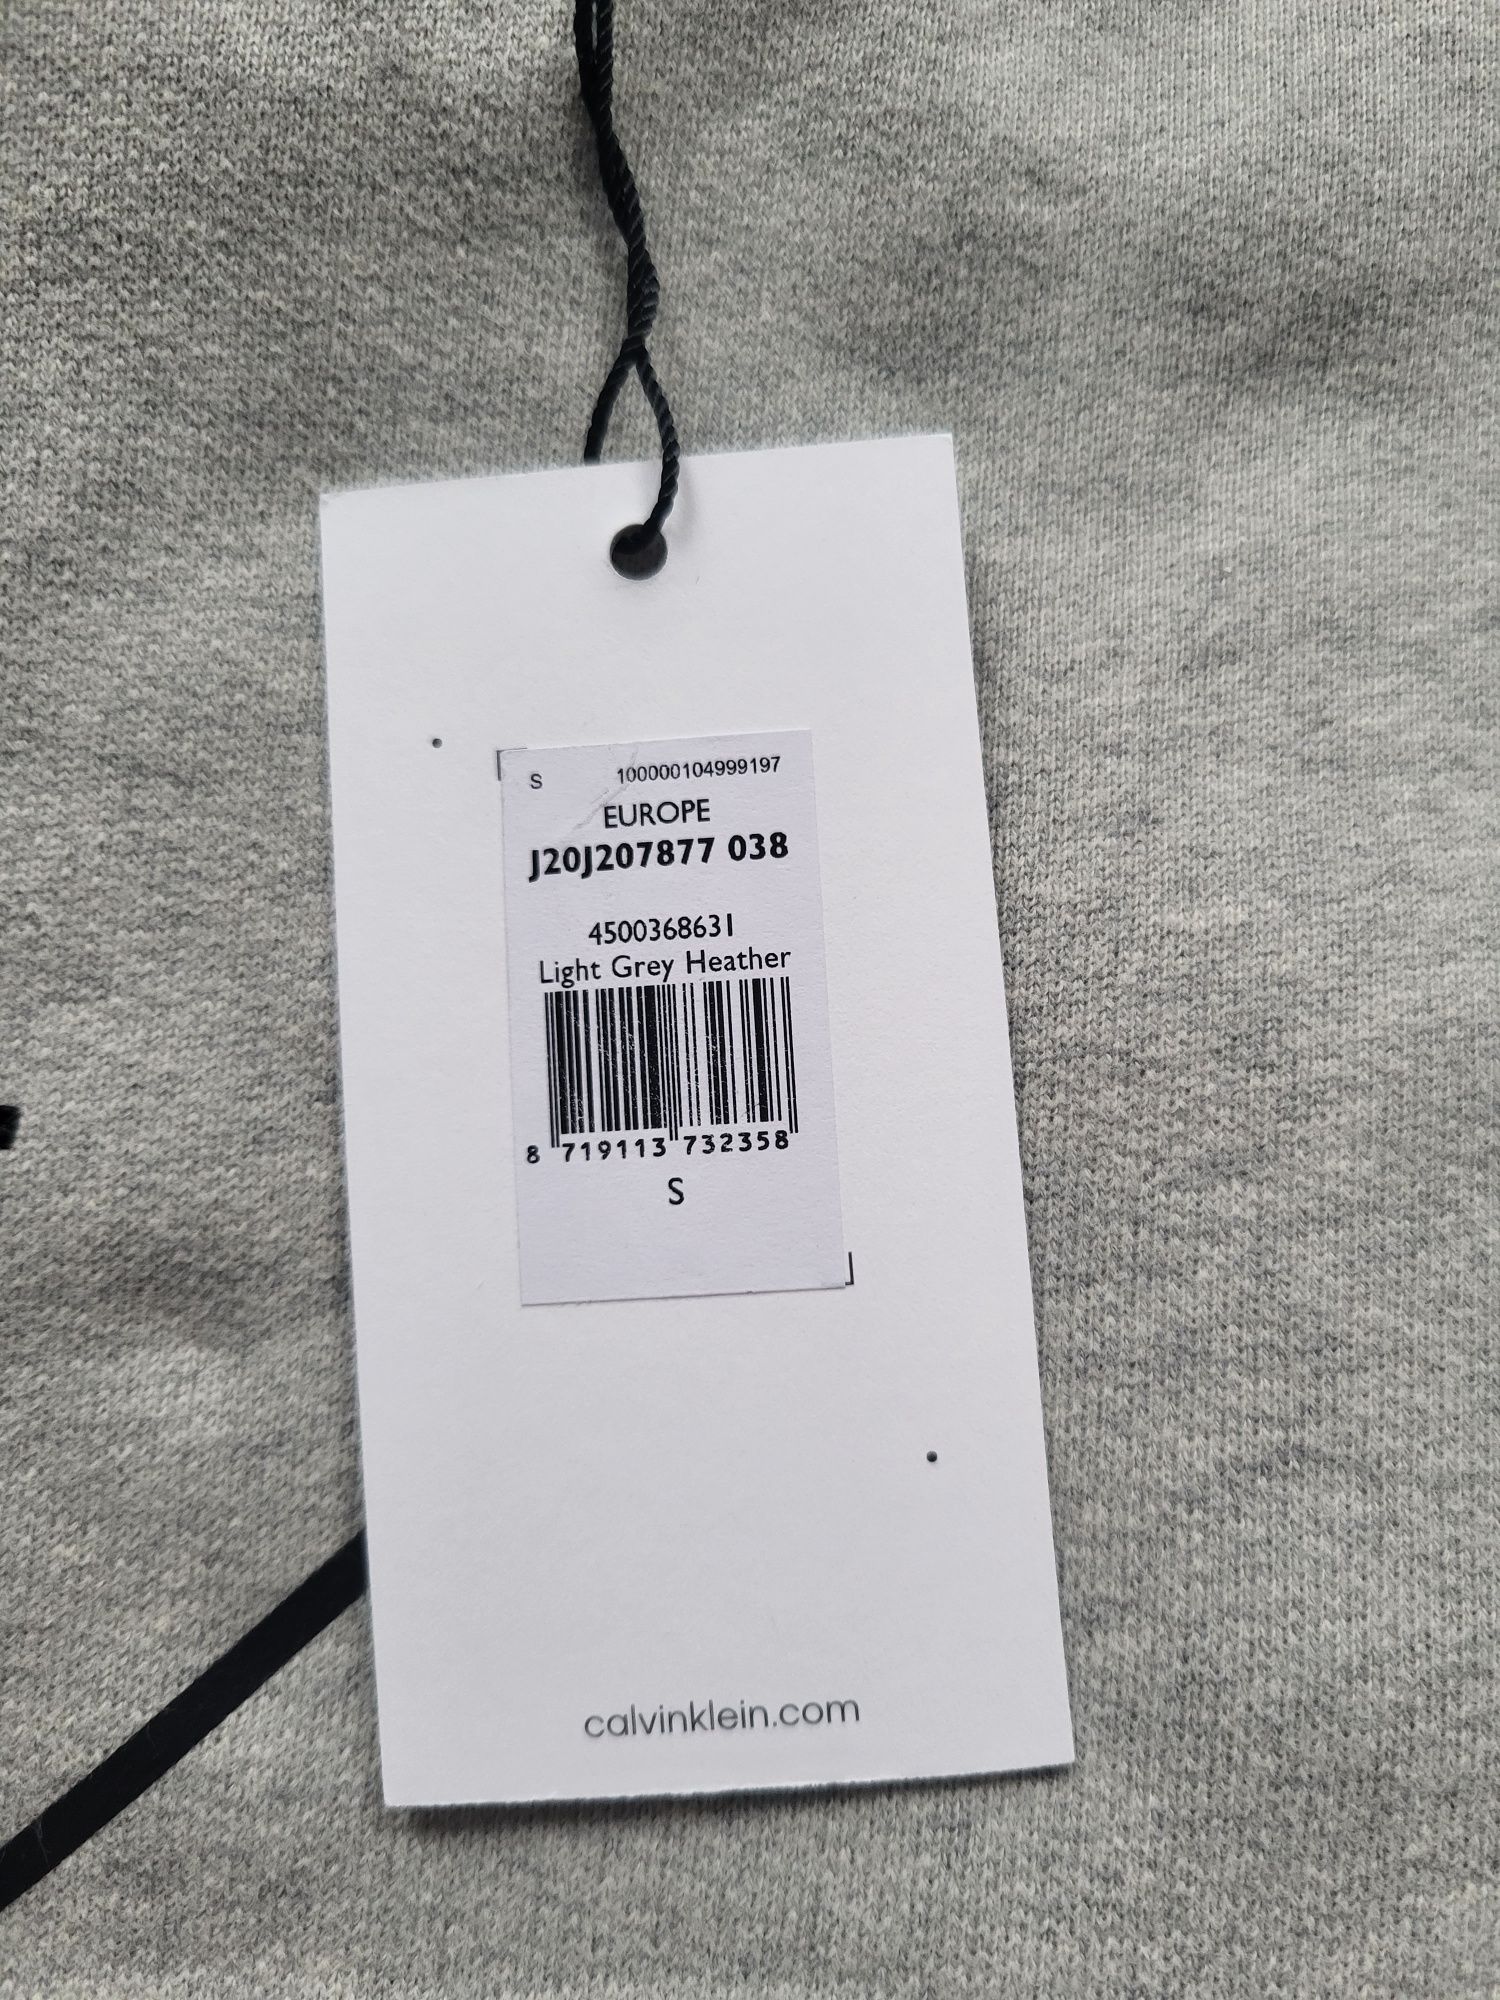 S 100000104999197
EUROPE
J20J207877 038
4500368631
Light Grey Heather
8 719113 732358
S
calvinklein.com